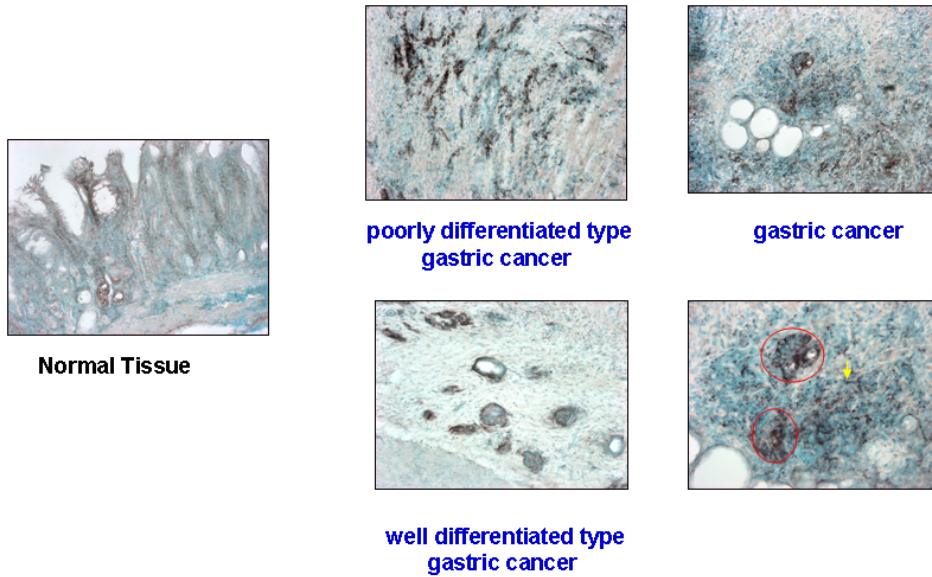 poorly differentiated type
gastric cancer
gastric cancer
Normal Tissue
well differentiated type
gastric cancer